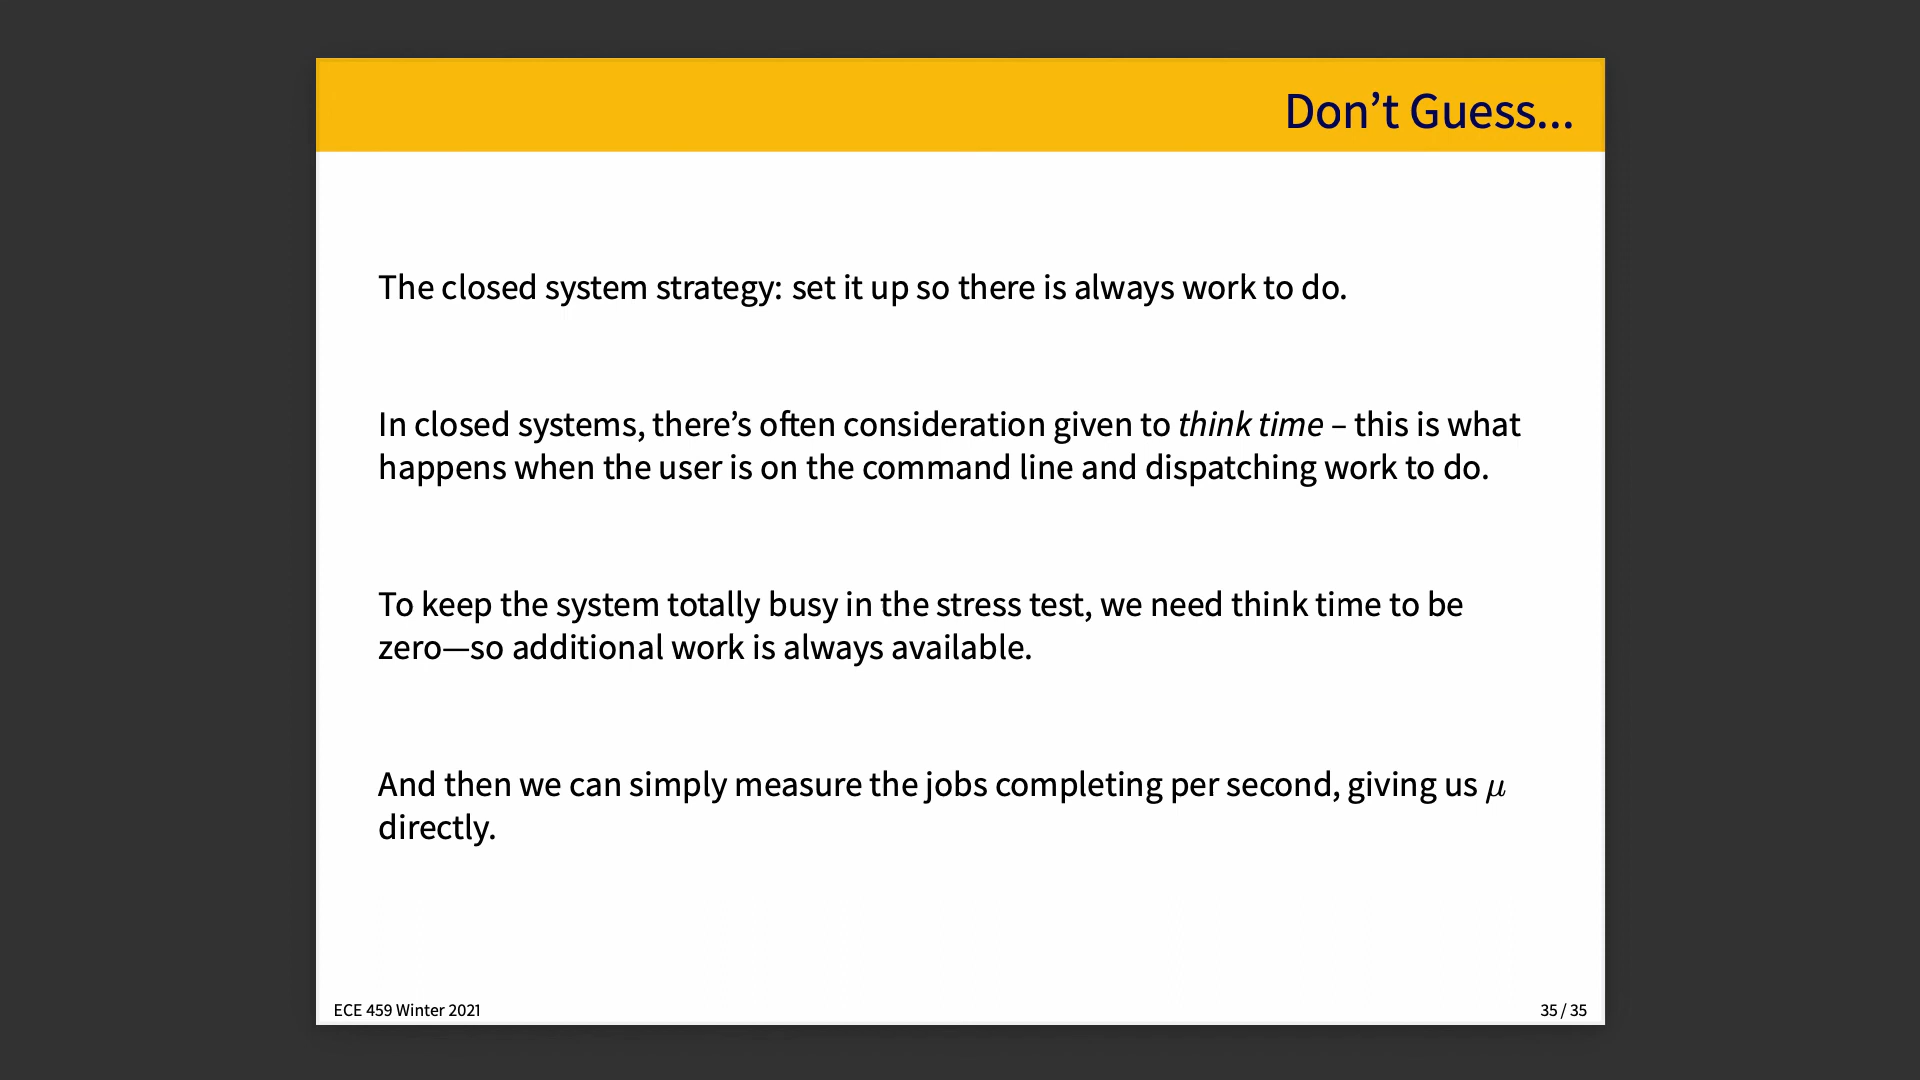 Don’t Guess...
The closed system strategy: set it up so there is always work to do.
In closed systems, there’s often consideration given to think time – this is what
happens when the user is on the command line and dispatching work to do.
To keep the system totally busy in the stress test, we need think time to be
zero—so additional work is always available.
And then we can simply measure the jobs completing per second, giving us μ
directly.
ECE 459 Winter 2021
35 / 35